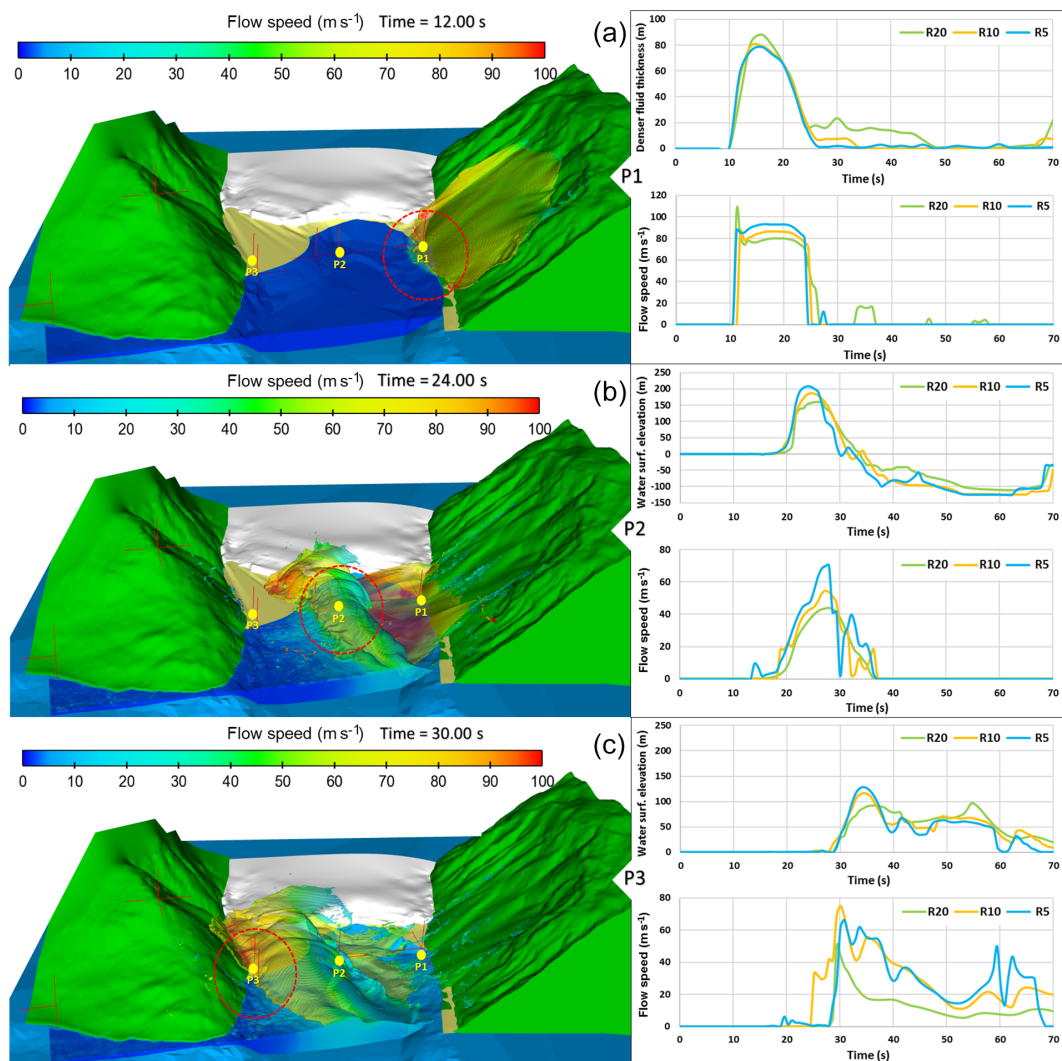 Flow speed (m s⁻¹) Time = 12.00 s
0 10 20 30 40 50 60 70 80 90 100
(a)
P3
P2
P1
R20 R10 R5
Denser fluid thickness (m)
100
80
60
40
20
0
0 10 20 30 40 50 60 70
Time (s)
P1
R20 R10 R5
Flow speed (m s⁻¹)
120
100
80
60
40
20
0
0 10 20 30 40 50 60 70
Time (s)
Flow speed (m s⁻¹) Time = 24.00 s
0 10 20 30 40 50 60 70 80 90 100
(b)
P3
P2
P1
R20 R10 R5
Water surf. elevation (m)
250
200
150
100
50
0
-50
-100
-150
0 10 20 30 40 50 60 70
Time (s)
P2
R20 R10 R5
Flow speed (m s⁻¹)
80
60
40
20
0
0 10 20 30 40 50 60 70
Time (s)
Flow speed (m s⁻¹) Time = 30.00 s
0 10 20 30 40 50 60 70 80 90 100
(c)
P3
P2
P1
R20 R10 R5
Water surf. elevation (m)
250
200
150
100
50
0
0 10 20 30 40 50 60 70
Time (s)
P3
R20 R10 R5
Flow speed (m s⁻¹)
80
60
40
20
0
0 10 20 30 40 50 60 70
Time (s)